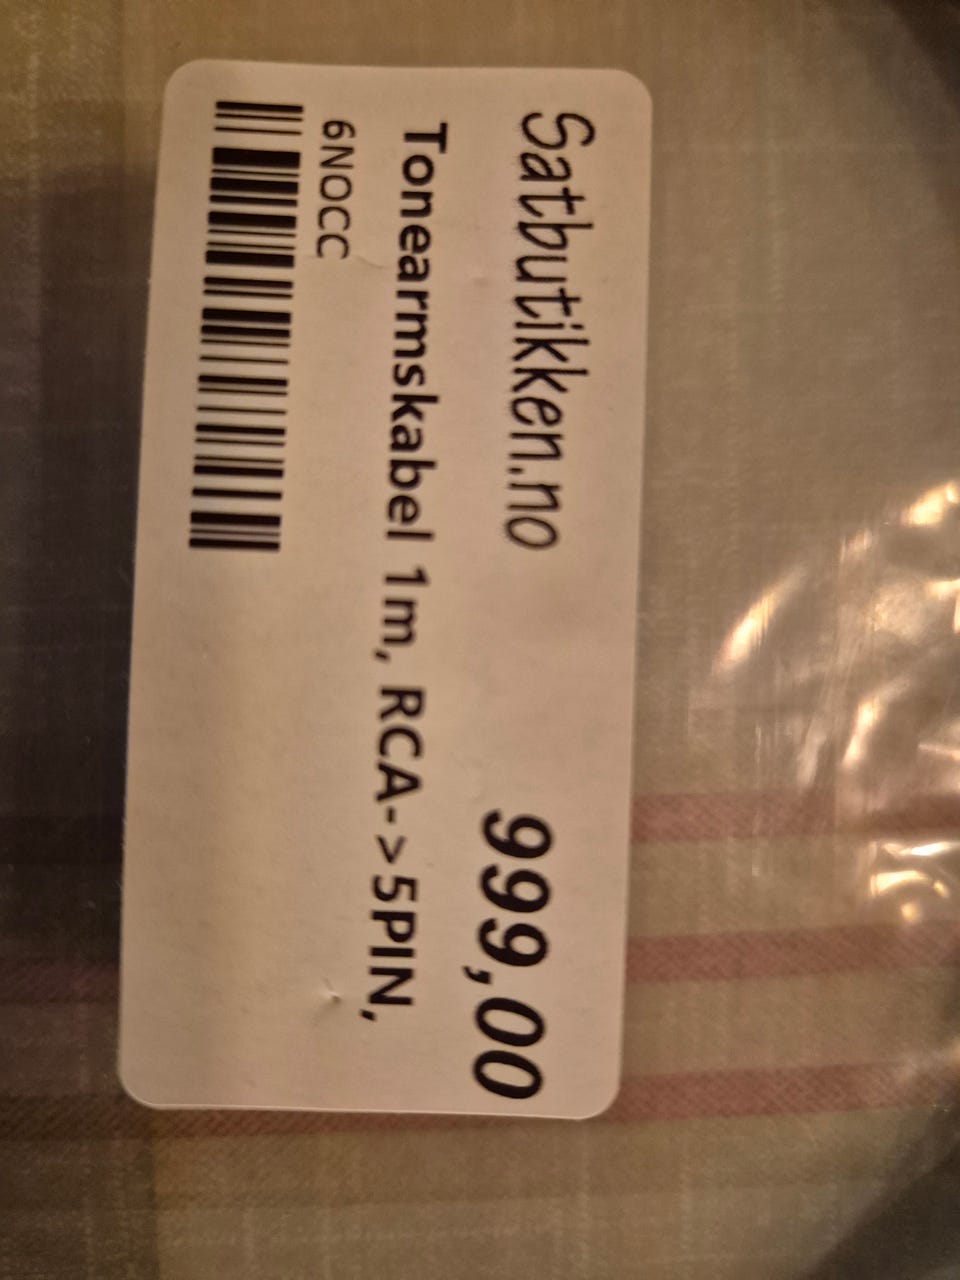 Satbutikken.no
999,00
Tonearmskabel 1m, RCA->5PIN,
6NOCC